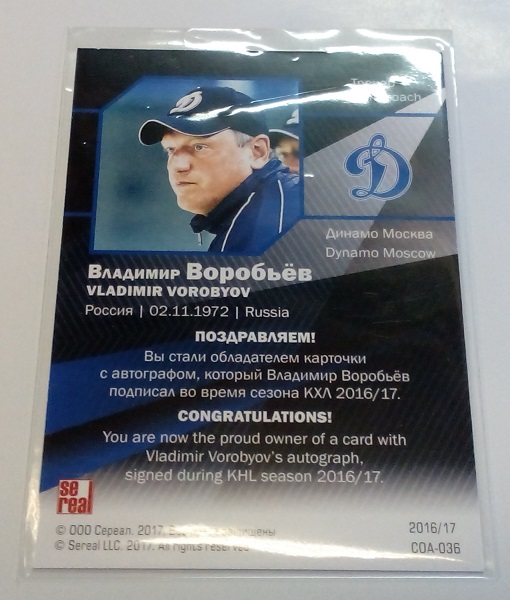 Динамо Москва
Dynamo Moscow
Владимир Воробьёв
VLADIMIR VOROBYOV
Россия | 02.11.1972 | Russia
ПОЗДРАВЛЯЕМ!
Вы стали обладателем карточки
с автографом, который Владимир Воробьёв
подписал во время сезона КХЛ 2016/17.
CONGRATULATIONS!
You are now the proud owner of a card with
Vladimir Vorobyov's autograph,
signed during KHL season 2016/17.
se
real
© ООО Сереал. 2017. защищены
© Sereal LLC. 2017. All rights reserved
2016/17
COA-036